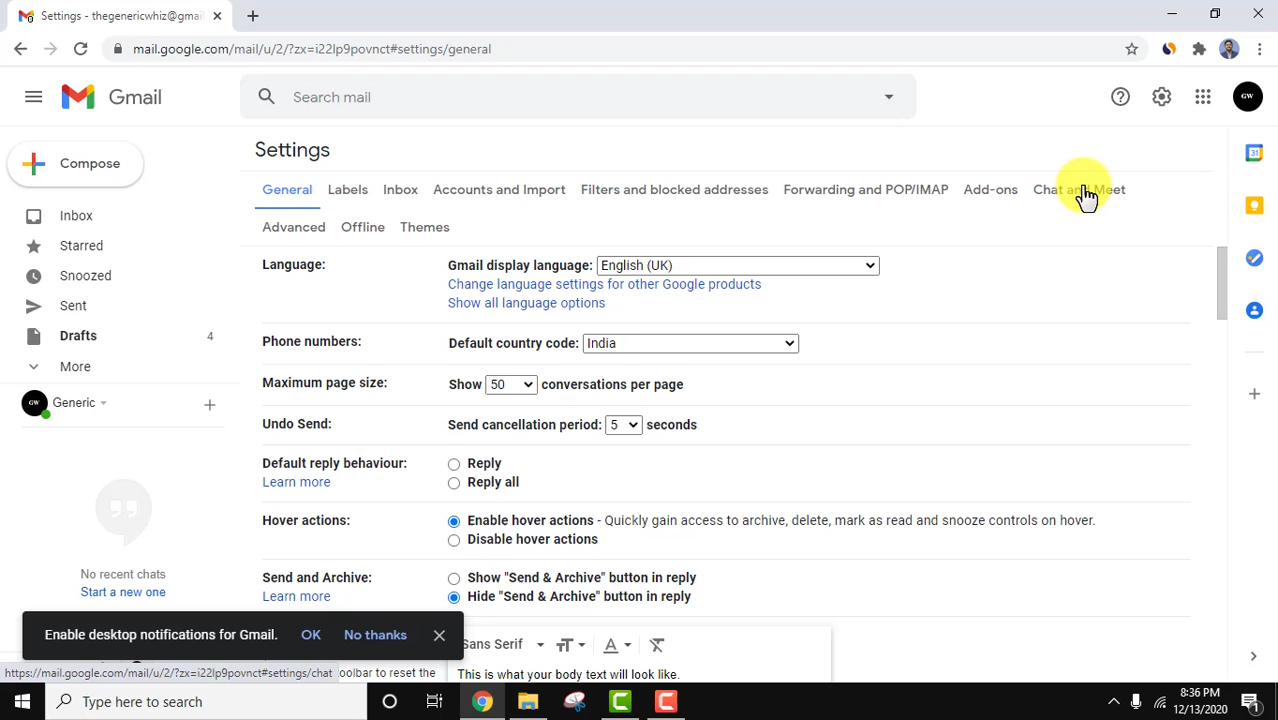 Settings - thegenericwhiz@gmai
mail.google.com/mail/u/2/?zx=i22lp9povnct#settings/general
Gmail
Search mail
GW
Compose
Inbox
Starred
Snoozed
Sent
Drafts 4
More
GW Generic
No recent chats
Start a new one
Settings
General Labels Inbox Accounts and Import Filters and blocked addresses Forwarding and POP/IMAP Add-ons Chat and Meet
Advanced Offline Themes
Language: Gmail display language: English (UK)
Change language settings for other Google products
Show all language options
Phone numbers: Default country code: India
Maximum page size: Show 50 conversations per page
Undo Send: Send cancellation period: 5 seconds
Default reply behaviour: Reply
Learn more Reply all
Hover actions: Enable hover actions - Quickly gain access to archive, delete, mark as read and snooze controls on hover.
Disable hover actions
Send and Archive: Show "Send & Archive" button in reply
Learn more Hide "Send & Archive" button in reply
Enable desktop notifications for Gmail. OK No thanks
Sans Serif
https://mail.google.com/mail/u/2/?zx=i22lp9povnct#settings/chat
oolbar to reset the
This is what your body text will look like.
31
Type here to search
8:36 PM
12/13/2020
1